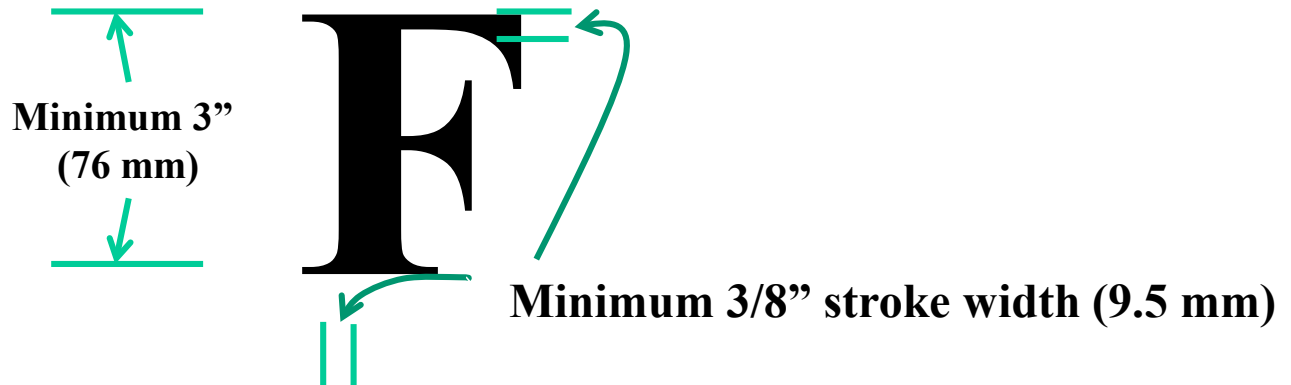 F
Minimum 3”
(76 mm)
Minimum 3/8” stroke width (9.5 mm)